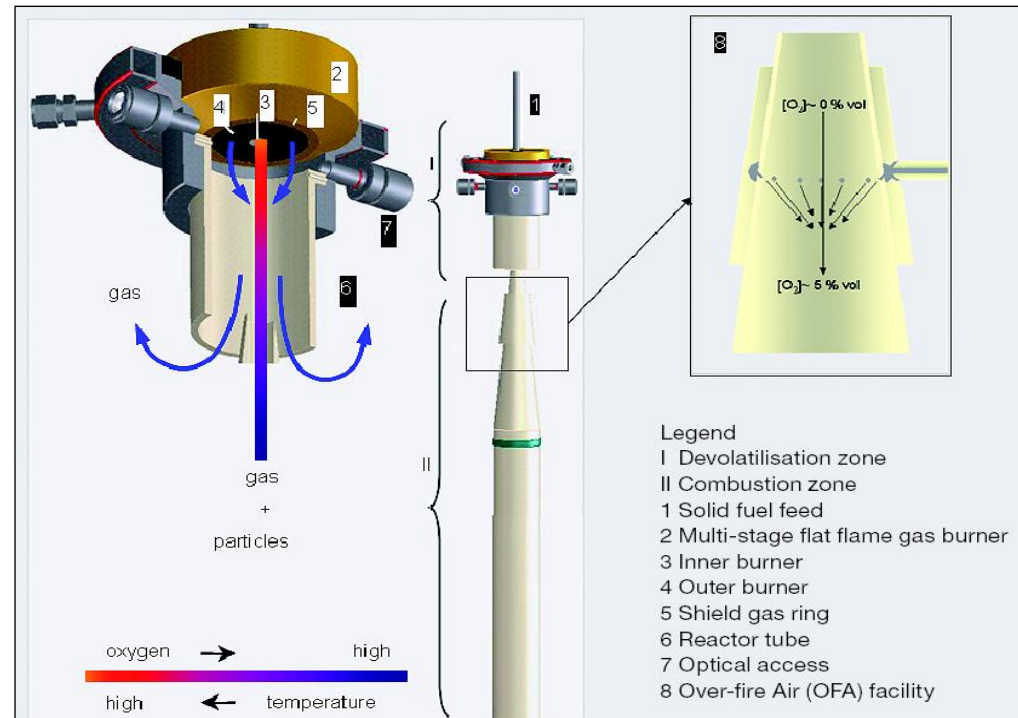 2
3
4
5
I
7
gas
6
gas
+
particles
oxygen → high
high ← temperature
1
II
8
[O₂]~ 0 % vol
[O₂]~ 5 % vol
Legend
I Devolatilisation zone
II Combustion zone
1 Solid fuel feed
2 Multi-stage flat flame gas burner
3 Inner burner
4 Outer burner
5 Shield gas ring
6 Reactor tube
7 Optical access
8 Over-fire Air (OFA) facility